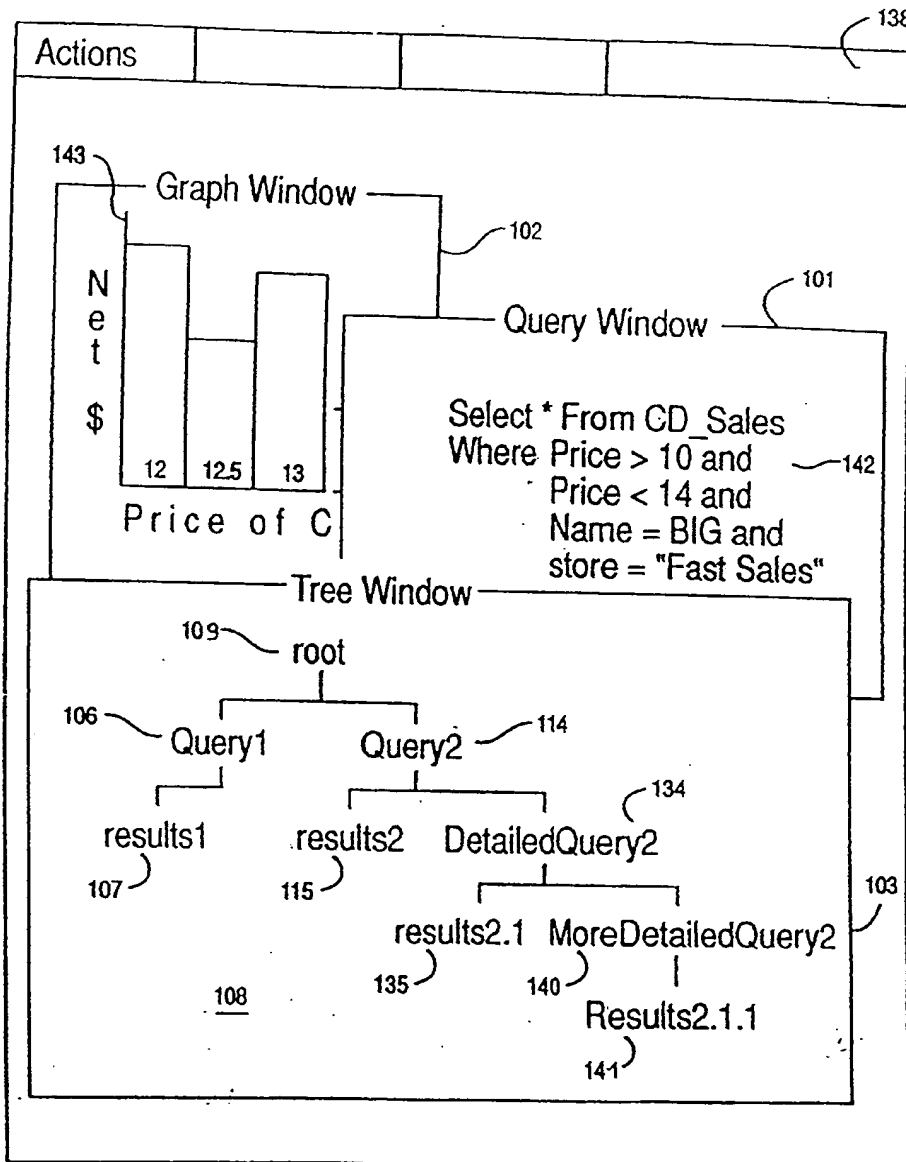 138
Actions
143
Graph Window
102
Net $
101
Query Window
12 12.5 13
Price of C
Select * From CD_Sales
Where Price > 10 and
142
Price < 14 and
Name = BIG and
store = "Fast Sales"
Tree Window
109
root
106
Query1
Query2
114
134
results1
results2
DetailedQuery2
107
115
103
results2.1
MoreDetailedQuery2
135
140
108
Results2.1.1
141